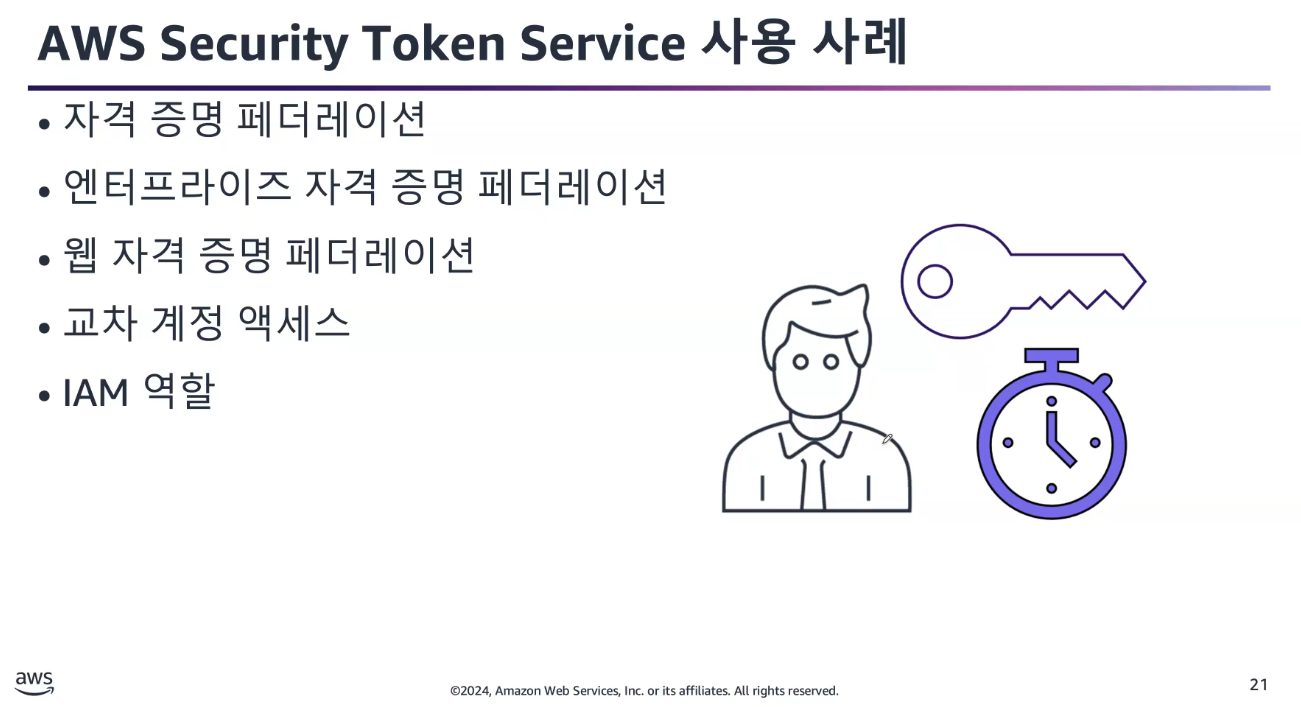 AWS Security Token Service 사용 사례
• 자격 증명 페더레이션
• 엔터프라이즈 자격 증명 페더레이션
• 웹 자격 증명 페더레이션
• 교차 계정 액세스
• IAM 역할
aws
©2024, Amazon Web Services, Inc. or its affiliates. All rights reserved.
21